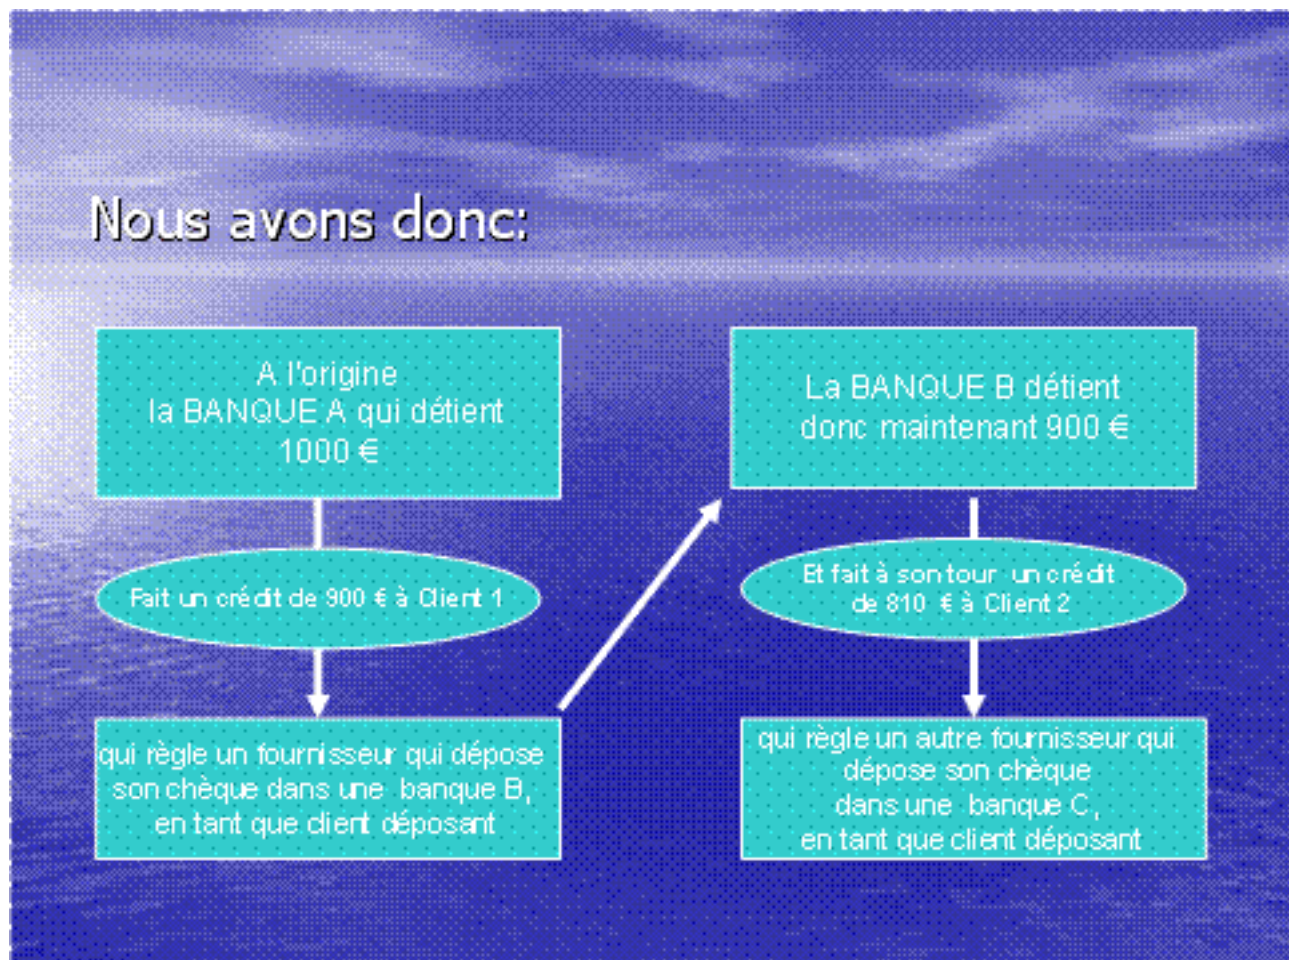 Nous avons donc:
A l'origine
la BANQUE A qui détient
1000 €
Fait un crédit de 900 € à Client 1
qui règle un fournisseur qui dépose
son chèque dans une banque B,
en tant que client déposant
La BANQUE B détient
donc maintenant 900 €
Et fait à son tour un crédit
de 810 € à Client 2
qui règle un autre fournisseur qui
dépose son chèque
dans une banque C,
en tant que client déposant